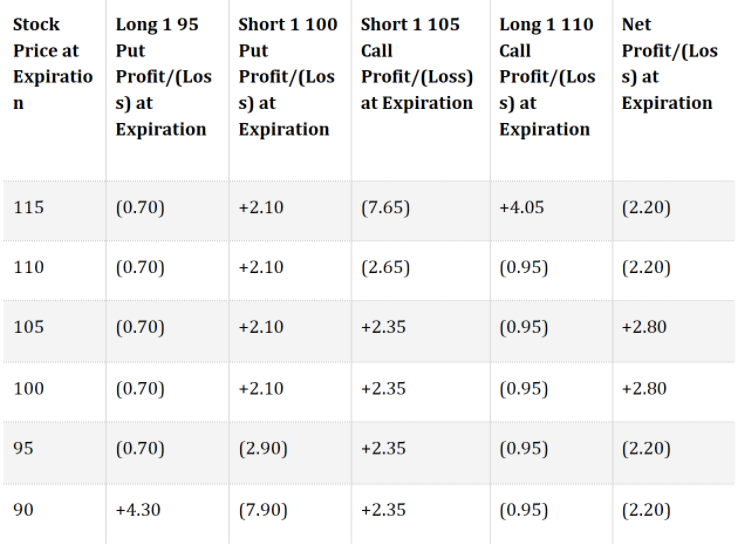 Stock Price at Expiratio n
Long 1 95 Put Profit/(Los s) at Expiration
Short 1 100 Put Profit/(Los s) at Expiration
Short 1 105 Call Profit/(Loss) at Expiration
Long 1 110 Call Profit/(Los s) at Expiration
Net Profit/(Los s) at Expiration
115 (0.70) +2.10 (7.65) +4.05 (2.20)
110 (0.70) +2.10 (2.65) (0.95) (2.20)
105 (0.70) +2.10 +2.35 (0.95) +2.80
100 (0.70) +2.10 +2.35 (0.95) +2.80
95 (0.70) (2.90) +2.35 (0.95) (2.20)
90 +4.30 (7.90) +2.35 (0.95) (2.20)